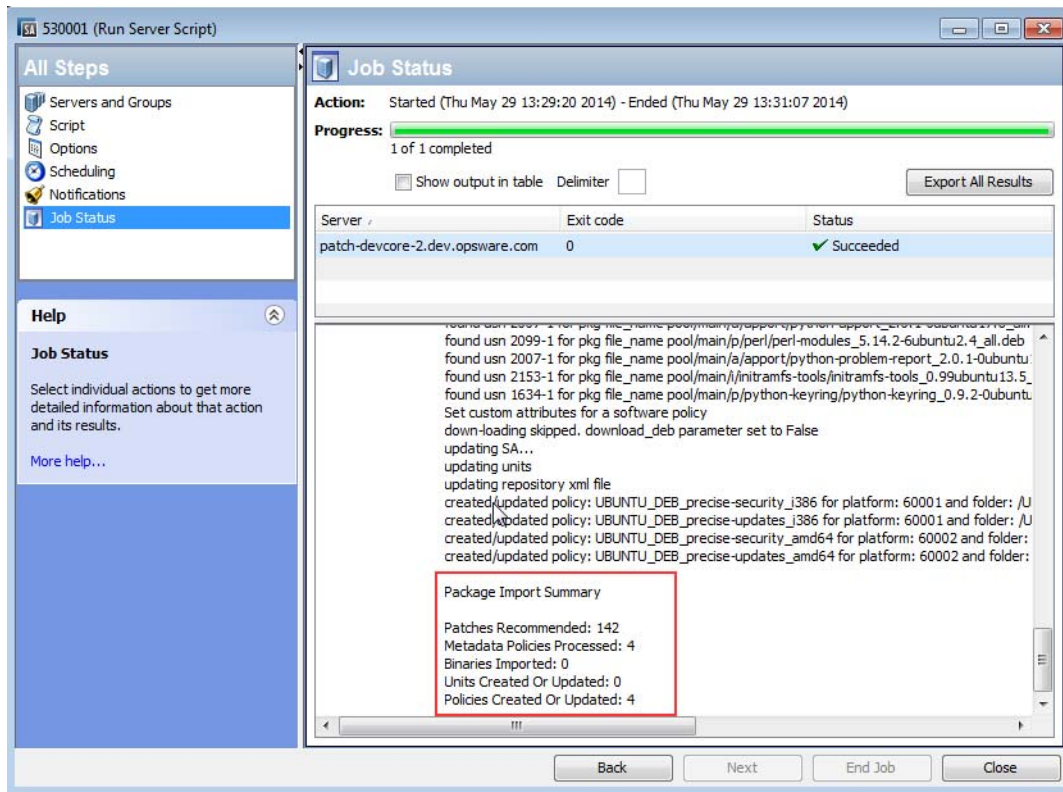 530001 (Run Server Script)
All Steps
Servers and Groups
Script
Options
Scheduling
Notifications
Job Status
Help
Job Status
Select individual actions to get more
detailed information about that action
and its results.
More help...
Job Status
Action: Started (Thu May 29 13:29:20 2014) - Ended (Thu May 29 13:31:07 2014)
Progress:
1 of 1 completed
Show output in table Delimiter
Export All Results
Server Exit code Status
patch-devcore-2.dev.opsware.com 0 Succeeded
found usn 2099-1 for pkg file_name pool/main/p/perl/perl-modules_5.14.2-6ubuntu2.4_all.deb
found usn 2007-1 for pkg file_name pool/main/a/apport/python-problem-report_2.0.1-0ubuntu
found usn 2153-1 for pkg file_name pool/main/i/initramfs-tools/initramfs-tools_0.99ubuntu13.5_
found usn 1634-1 for pkg file_name pool/main/p/python-keyring/python-keyring_0.9.2-0ubuntu
Set custom attributes for a software policy
down-loading skipped. download_deb parameter set to False
updating SA...
updating units
updating repository xml file
created/updated policy: UBUNTU_DEB_precise-security_i386 for platform: 60001 and folder: /U
created/updated policy: UBUNTU_DEB_precise-updates_i386 for platform: 60001 and folder: /U
created/updated policy: UBUNTU_DEB_precise-security_amd64 for platform: 60002 and folder:
created/updated policy: UBUNTU_DEB_precise-updates_amd64 for platform: 60002 and folder:
Package Import Summary
Patches Recommended: 142
Metadata Policies Processed: 4
Binaries Imported: 0
Units Created Or Updated: 0
Policies Created Or Updated: 4
Back Next End Job Close